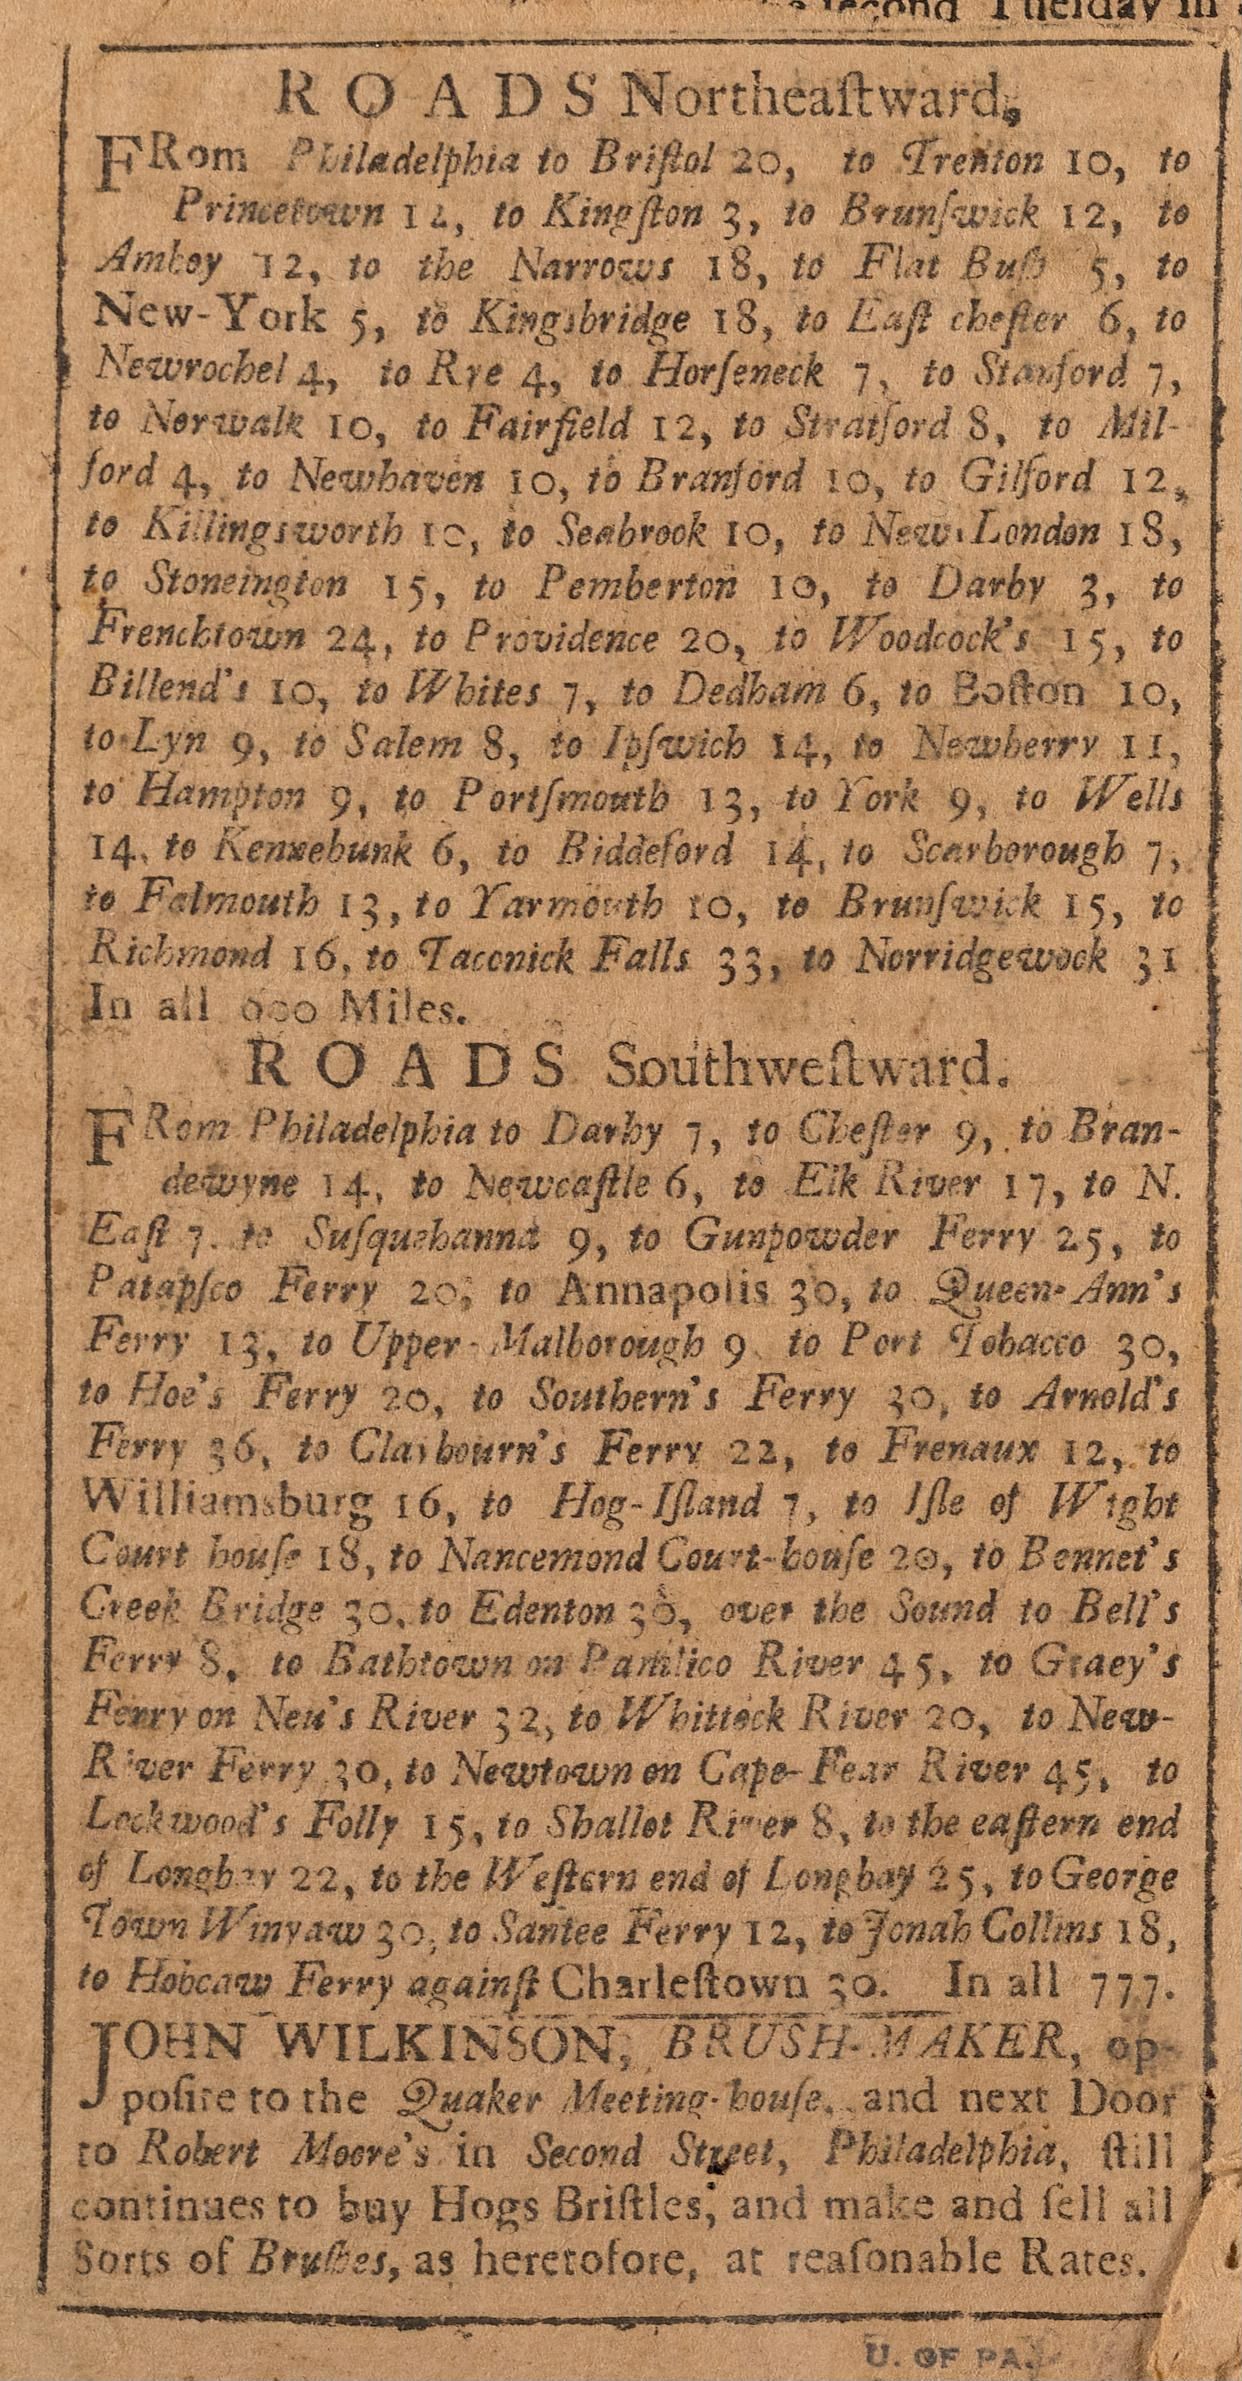 second Tuesday in
ROADS Northeaſtward,
FRom Philadelphia to Briſtol 20, to Trenton 10, to
Princetown 12, to Kingſton 3, to Brunſwick 12, to
Amboy 12, to the Narrows 18, to Flat Buſh 5, to
New-York 5, to Kingsbridge 18, to Eaſt cheſter 6, to
Newrochel 4, to Rye 4, to Horſeneck 7, to Stanford 7,
to Norwalk 10, to Fairfield 12, to Stratford 8, to Mil-
ford 4, to Newhaven 10, to Branford 10, to Gilford 12,
to Killingsworth 10, to Seabrook 10, to New London 18,
to Stoneington 15, to Pemberton 10, to Darby 3, to
Frenchtown 24, to Providence 20, to Woodcock's 15, to
Billend's 10, to Whites 7, to Dedham 6, to Boſton 10,
to Lyn 9, to Salem 8, to Ipſwich 14, to Newberry 11,
to Hampton 9, to Portſmouth 13, to York 9, to Wells
14, to Kennebunk 6, to Biddeford 14, to Scarborough 7,
to Falmouth 13, to Yarmouth 10, to Brunſwick 15, to
Richmond 16, to Taconick Falls 33, to Norridgewock 31
In all 600 Miles.
ROADS Southweſtward.
FRom Philadelphia to Darby 7, to Cheſter 9, to Bran-
dewyne 14, to Newcaſtle 6, to Elk River 17, to N.
Eaſt 7. to Suſquehanna 9, to Gunpowder Ferry 25, to
Patapſco Ferry 20; to Annapolis 30, to Queen-Ann's
Ferry 13, to Upper-Malborough 9 to Port Tobacco 30,
to Hoe's Ferry 20, to Southern's Ferry 30, to Arnold's
Ferry 36, to Claybourn's Ferry 22, to Frenaux 12, to
Williamsburg 16, to Hog-Iſland 7, to Iſle of Wight
Court houſe 18, to Nancemond Court-houſe 20, to Bennet's
Creek Bridge 30, to Edenton 30, over the Sound to Bell's
Ferry 8, to Bathtown on Pamlico River 45, to Graey's
Ferry on Neu's River 32, to Whittock River 20, to New-
River Ferry 30, to Newtown on Cape-Fear River 45, to
Lockwood's Folly 15, to Shallot River 8, to the eaſtern end
of Longbay 22, to the Weſtern end of Longbay 25, to George
Town Winyaw 30, to Santee Ferry 12, to Jonah Collins 18,
to Hobcaw Ferry againſt Charleſtown 30. In all 777.
JOHN WILKINSON, BRUSH-MAKER, op-
poſite to the Quaker Meeting-houſe, and next Door
to Robert Moore's in Second Street, Philadelphia, ſtill
continues to buy Hogs Briſtles, and make and ſell all
Sorts of Bruſhes, as heretofore, at reaſonable Rates.
U. OF PA.